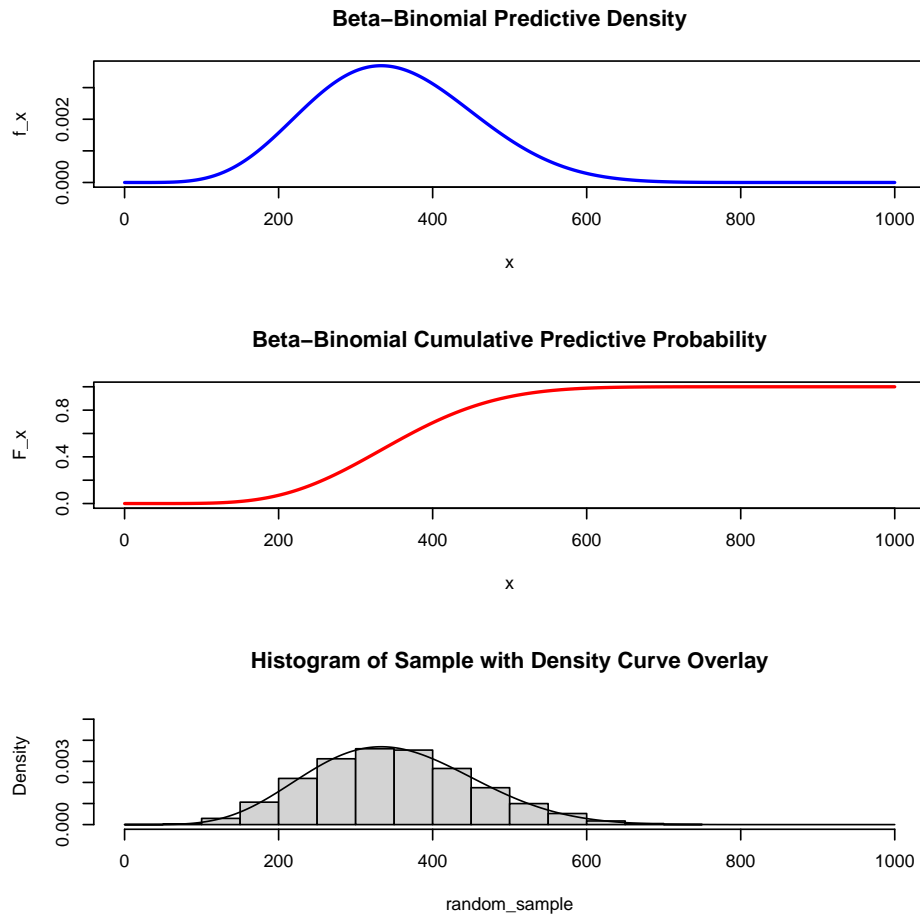 Beta−Binomial Predictive Density
f_x
0.000
0.002
0
200
400
600
800
1000
x
Beta−Binomial Cumulative Predictive Probability
F_x
0.0
0.4
0.8
0
200
400
600
800
1000
x
Histogram of Sample with Density Curve Overlay
Density
0.000
0.003
0
200
400
600
800
1000
random_sample